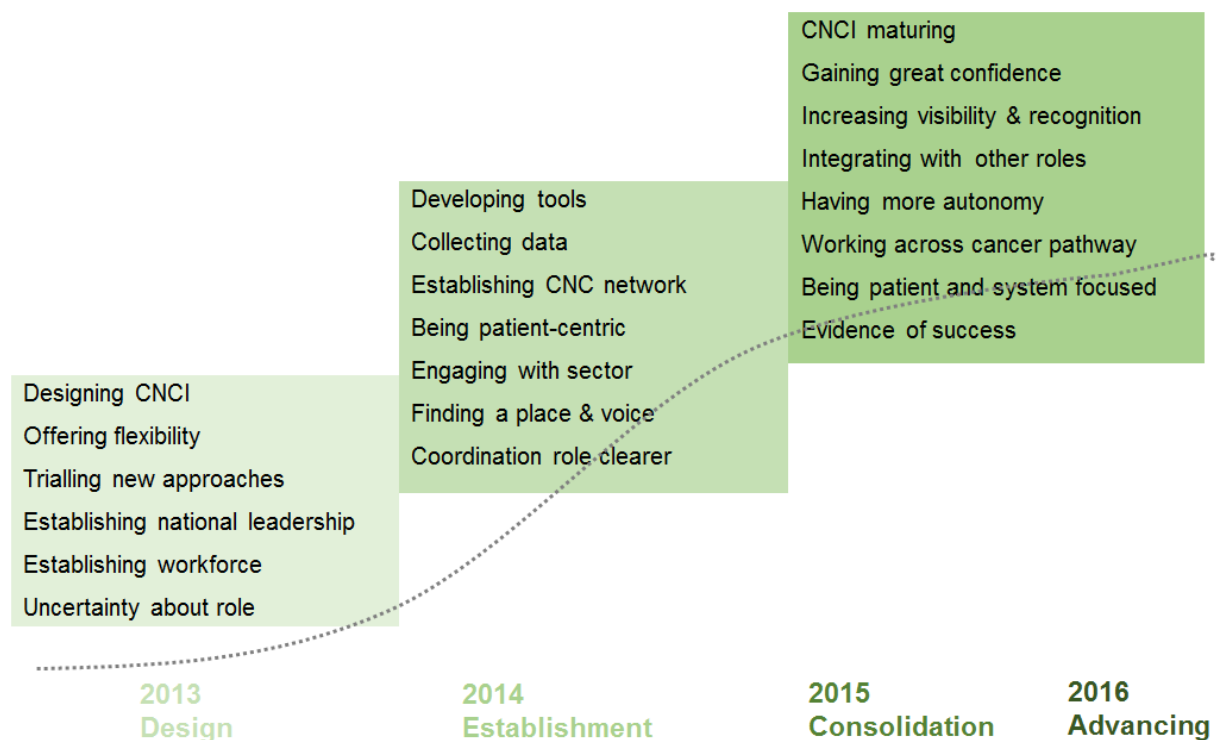 CNCI maturing
Gaining great confidence
Increasing visibility & recognition
Integrating with other roles
Having more autonomy
Working across cancer pathway
Being patient and system focused
Evidence of success
Developing tools
Collecting data
Establishing CNC network
Being patient-centric
Engaging with sector
Finding a place & voice
Coordination role clearer
Designing CNCI
Offering flexibility
Trialling new approaches
Establishing national leadership
Establishing workforce
Uncertainty about role
2013
Design
2014
Establishment
2015
Consolidation
2016
Advancing